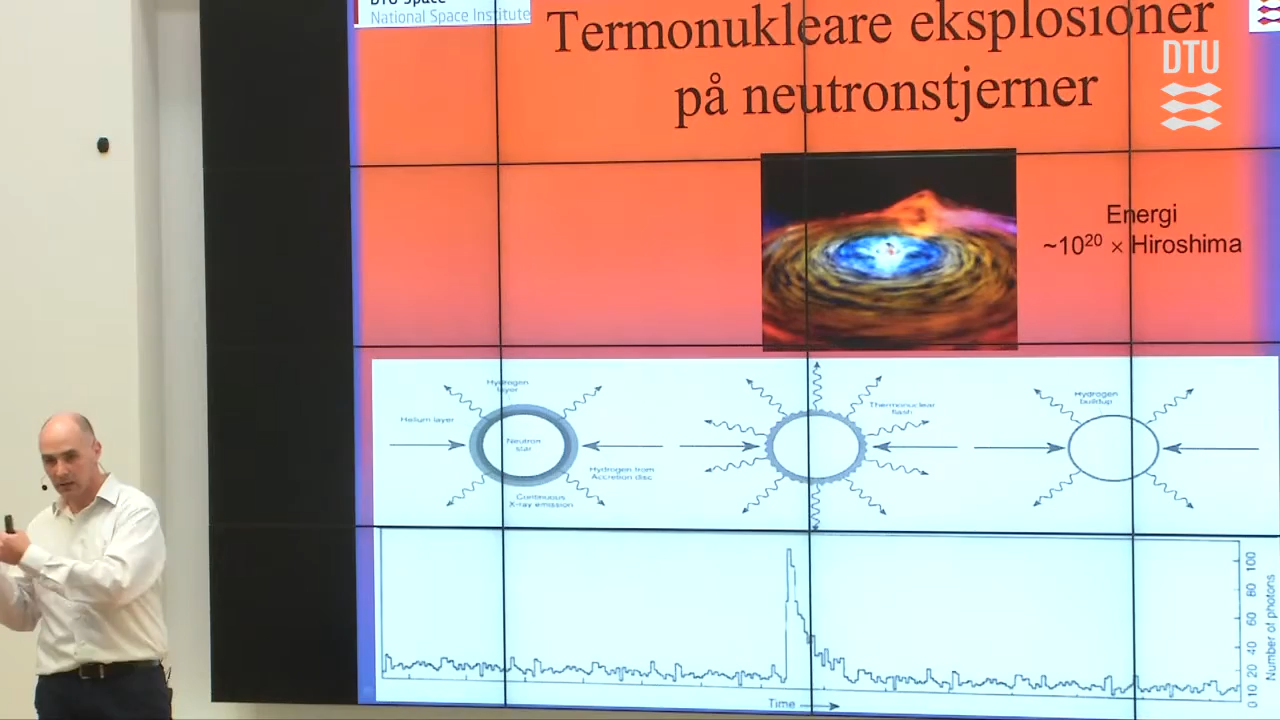 DTU Space
National Space Institute
Termonukleare eksplosioner
på neutronstjerner
DTU
Energi
~10²⁰ × Hiroshima
Hydrogen
layer
Helium layer
Neutron
star
Hydrogen from
Accretion disc
Continuous
X-ray emission
Thermonuclear
flash
Hydrogen
buildup
Time
0 10 20 40 60 80 100
Number of photons